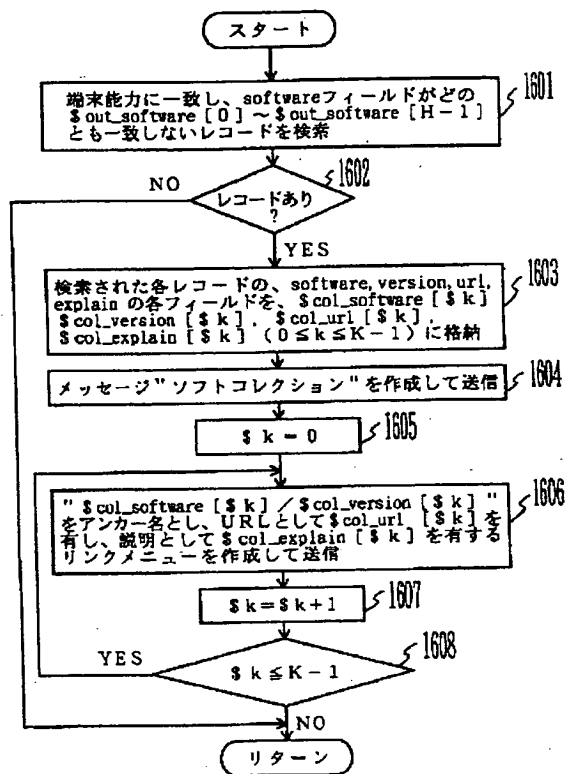 スタート
1601
端末能力に一致し、softwareフィールドがどの
$out_software [0] ~ $out_software [H-1]
とも一致しないレコードを検索
1602
NO
レコードあり
?
YES
検索された各レコードの、software, version, url,
explain の各フィールドを、$col_software [$k]
$col_version [$k], $col_url [$k],
$col_explain [$k] (0≦k≦K-1) に格納
1603
メッセージ"ソフトコレクション"を作成して送信
1604
$k=0
1605
"$col_software [$k] / $col_version [$k]"
をアンカー名とし、URLとして$col_url [$k]を
有し、説明として$col_explain [$k] を有する
リンクメニューを作成して送信
1606
$k=$k+1
1607
YES
1608
$k≦K-1
NO
リターン